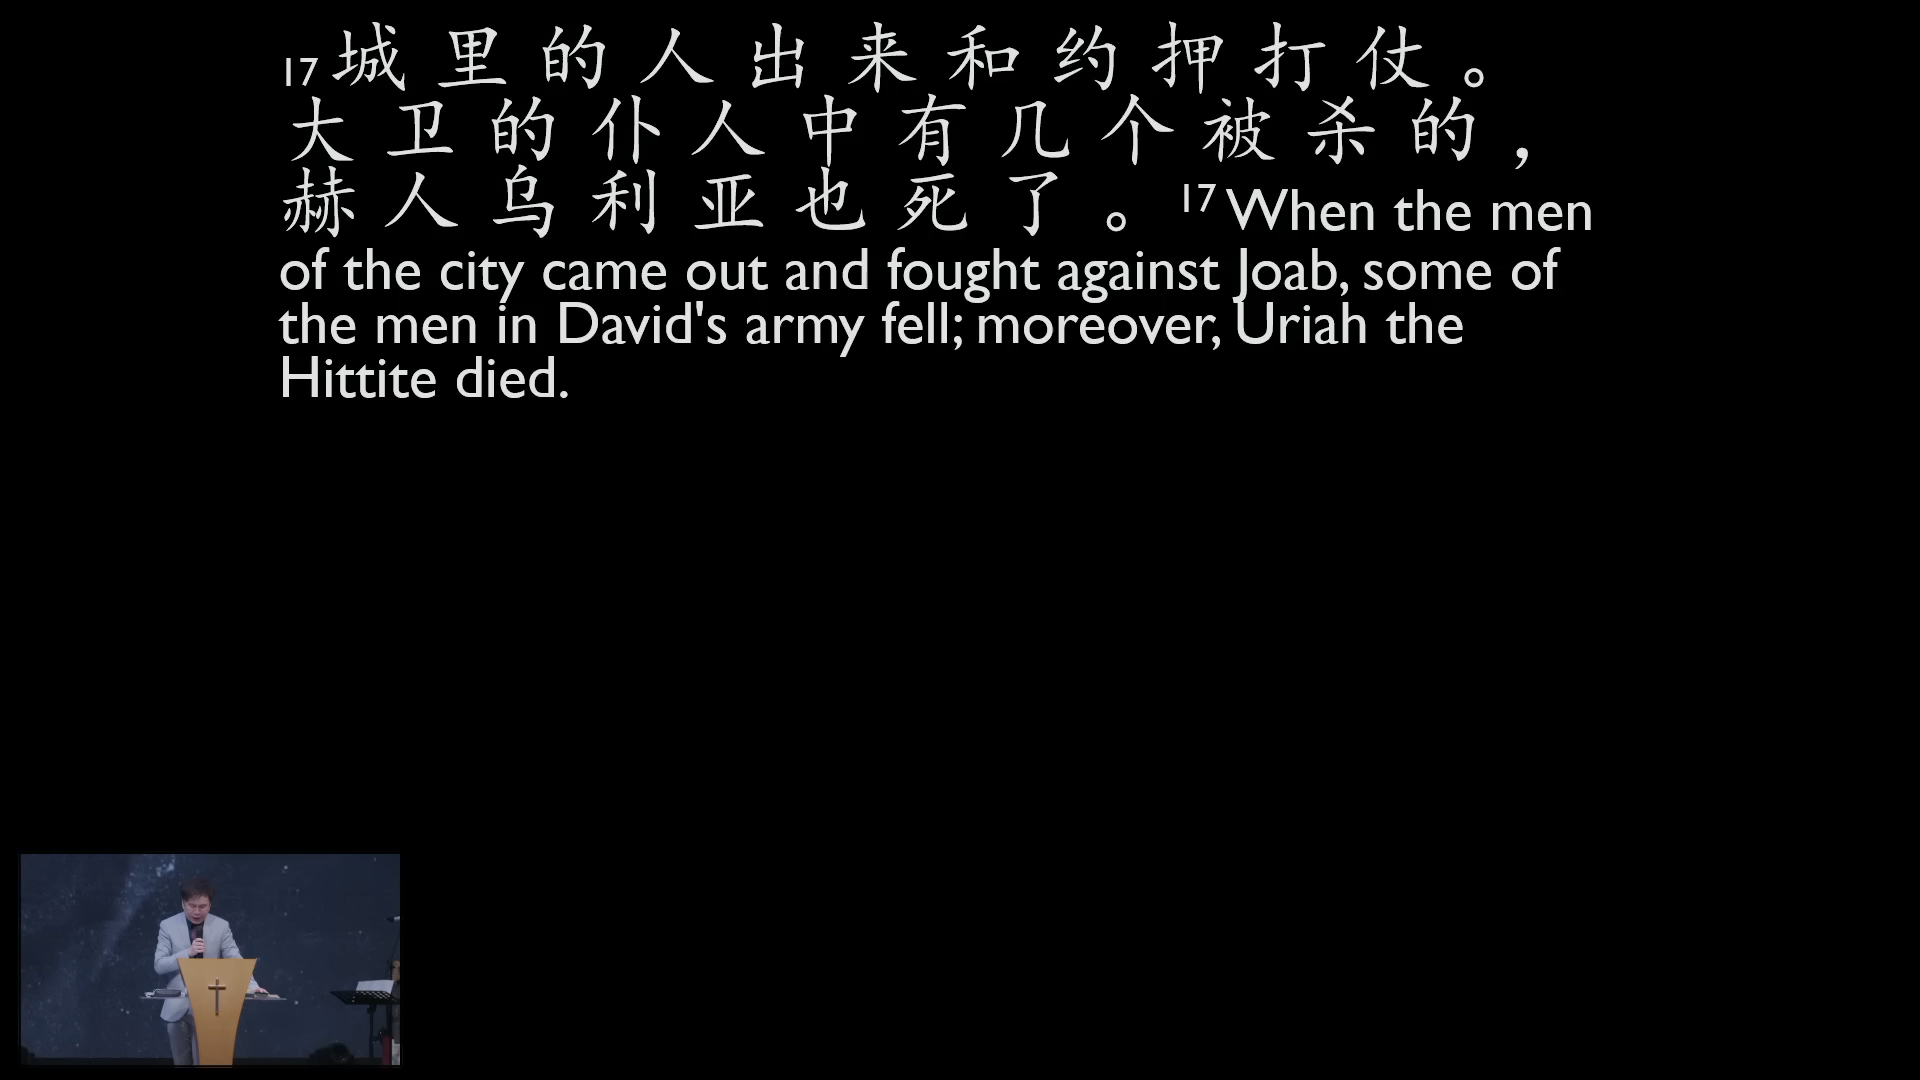 17 城里的人出来和约押打仗。
大卫的仆人中有几个被杀的，
赫人乌利亚也死了。 17 When the men
of the city came out and fought against Joab, some of
the men in David's army fell; moreover, Uriah the
Hittite died.